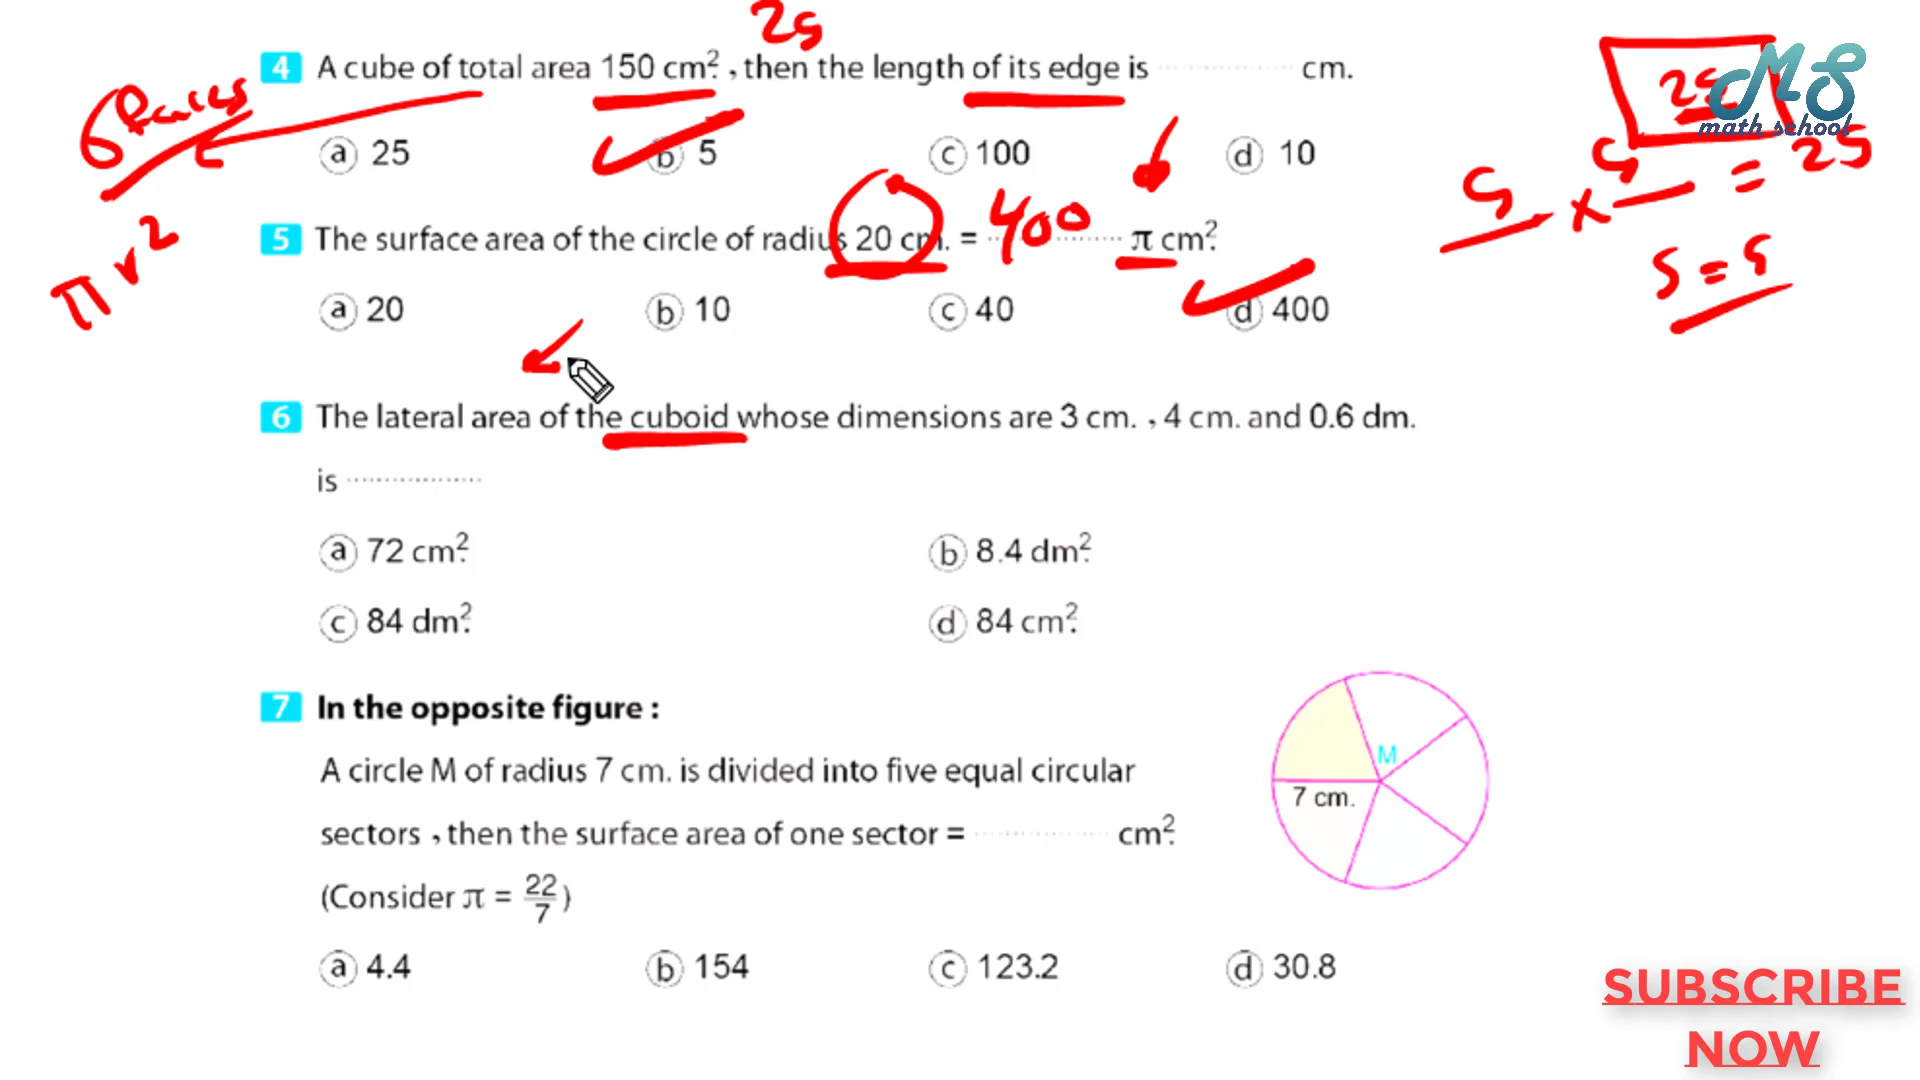 25
4 A cube of total area 150 cm², then the length of its edge is ............ cm.
25
MS
math school
6 faces
a 25 b 5 c 100 d 10
5 × 5 = 25
5 = 5
πr²
5 The surface area of the circle of radius 20 cm. = ............ π cm².
400
a 20 b 10 c 40 d 400
6 The lateral area of the cuboid whose dimensions are 3 cm. , 4 cm. and 0.6 dm.
is ............
a 72 cm². b 8.4 dm².
c 84 dm². d 84 cm².
7 In the opposite figure :
A circle M of radius 7 cm. is divided into five equal circular
sectors , then the surface area of one sector = ............ cm².
(Consider π = 22/7)
M
7 cm.
a 4.4 b 154 c 123.2 d 30.8
SUBSCRIBE
NOW